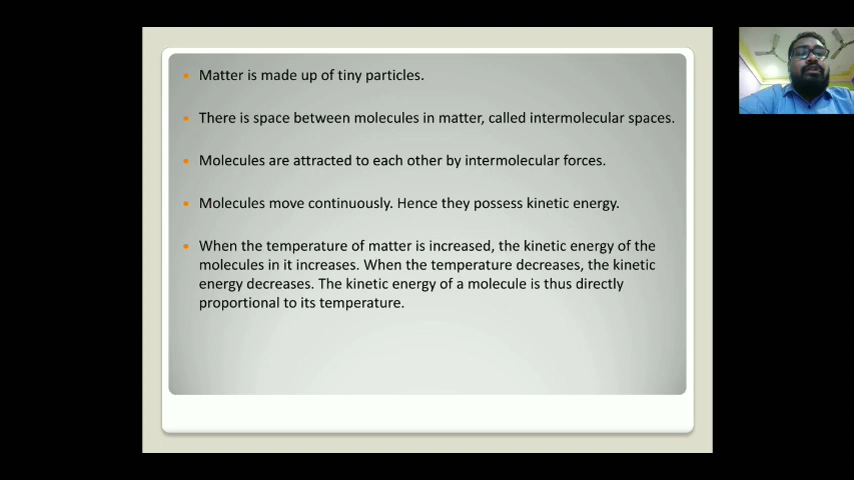 Matter is made up of tiny particles.
There is space between molecules in matter, called intermolecular spaces.
Molecules are attracted to each other by intermolecular forces.
Molecules move continuously. Hence they possess kinetic energy.
When the temperature of matter is increased, the kinetic energy of the
molecules in it increases. When the temperature decreases, the kinetic
energy decreases. The kinetic energy of a molecule is thus directly
proportional to its temperature.